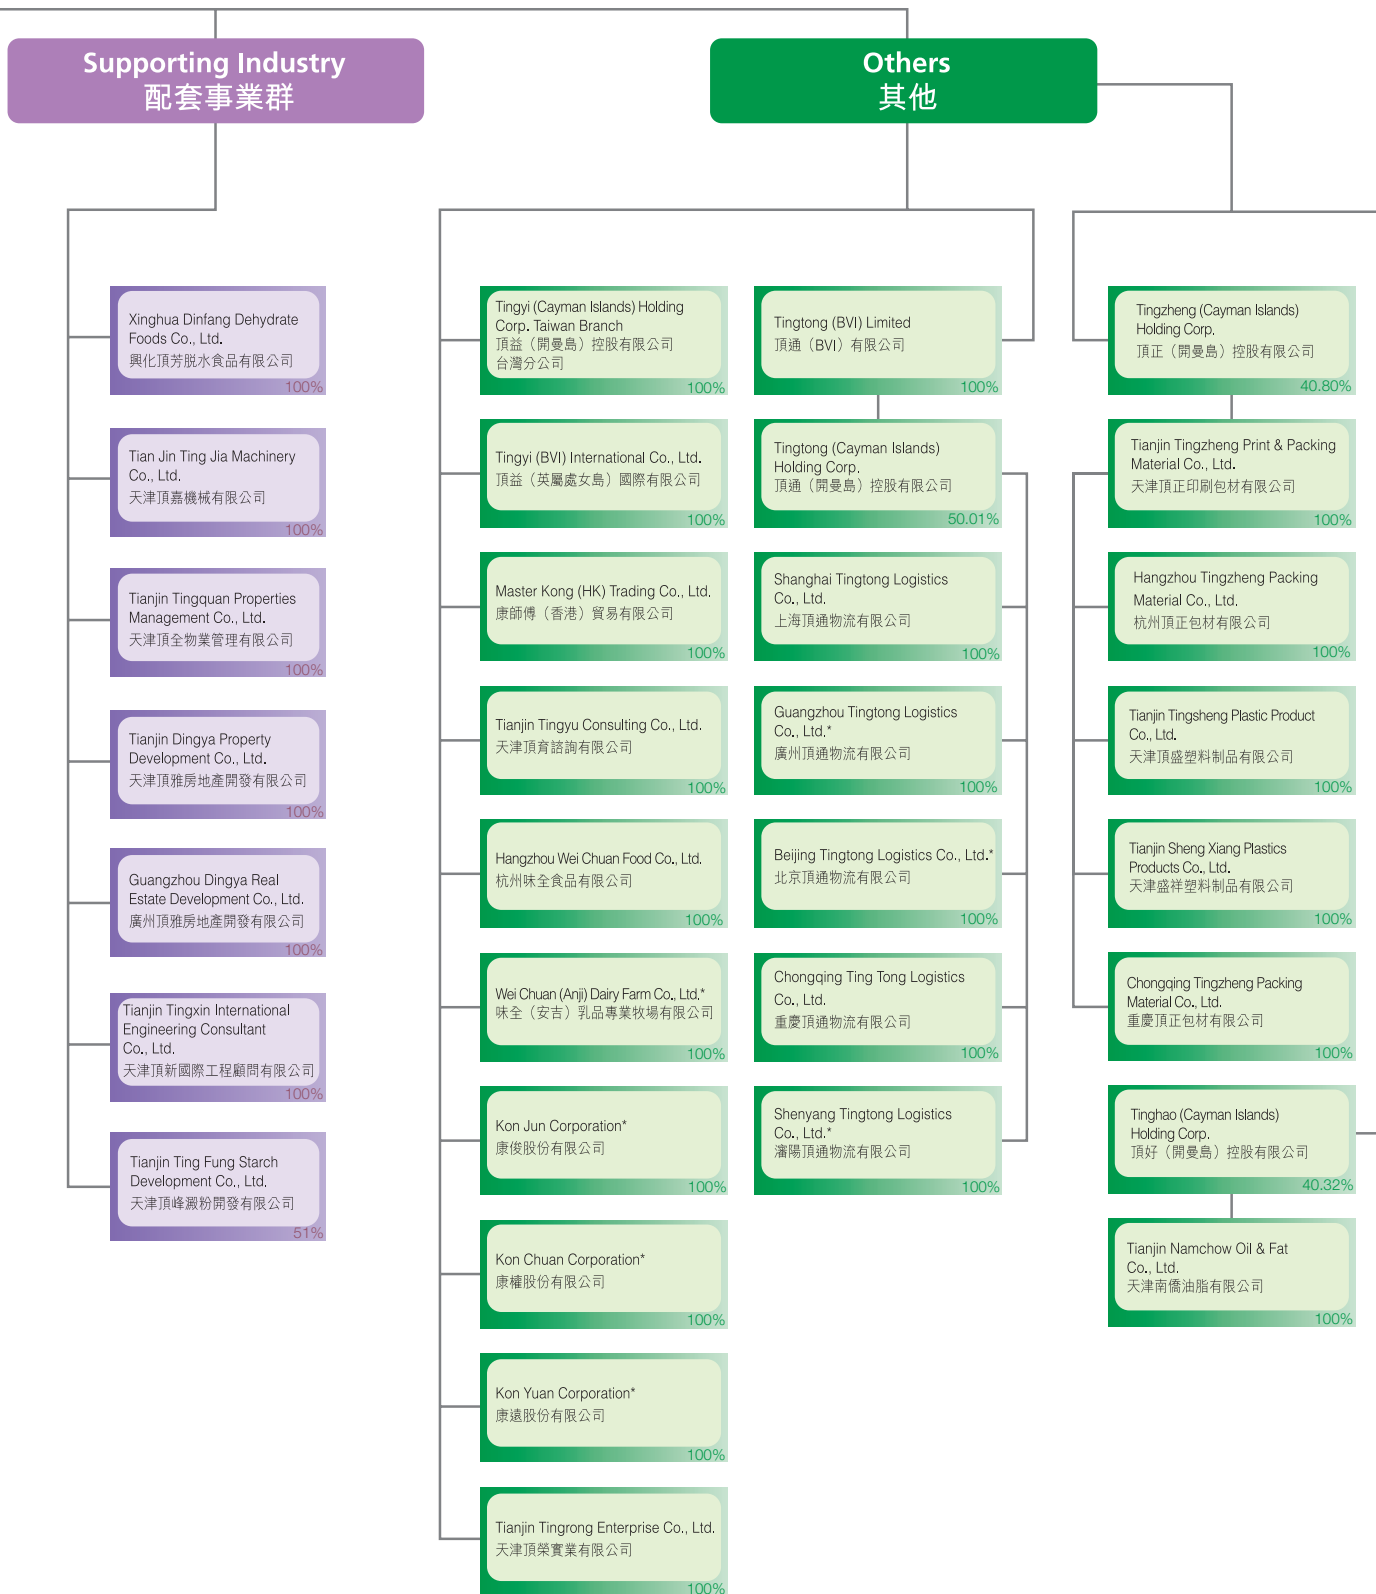 Supporting Industry
配套事業群
Others
其他
Xinghua Dinfang Dehydrate
Foods Co., Ltd.
興化頂芳脱水食品有限公司
100%
Tian Jin Ting Jia Machinery
Co., Ltd.
天津頂嘉機械有限公司
100%
Tianjin Tingquan Properties
Management Co., Ltd.
天津頂全物業管理有限公司
100%
Tianjin Dingya Property
Development Co., Ltd.
天津頂雅房地產開發有限公司
100%
Guangzhou Dingya Real
Estate Development Co., Ltd.
廣州頂雅房地產開發有限公司
100%
Tianjin Tingxin International
Engineering Consultant
Co., Ltd.
天津頂新國際工程顧問有限公司
100%
Tianjin Ting Fung Starch
Development Co., Ltd.
天津頂峰澱粉開發有限公司
51%
Tingyi (Cayman Islands) Holding
Corp. Taiwan Branch
頂益（開曼島）控股有限公司
台灣分公司
100%
Tingyi (BVI) International Co., Ltd.
頂益（英屬處女島）國際有限公司
100%
Master Kong (HK) Trading Co., Ltd.
康師傅（香港）貿易有限公司
100%
Tianjin Tingyu Consulting Co., Ltd.
天津頂育諮詢有限公司
100%
Hangzhou Wei Chuan Food Co., Ltd.
杭州味全食品有限公司
100%
Wei Chuan (Anji) Dairy Farm Co., Ltd.*
味全（安吉）乳品專業牧場有限公司
100%
Kon Jun Corporation*
康俊股份有限公司
100%
Kon Chuan Corporation*
康權股份有限公司
100%
Kon Yuan Corporation*
康遠股份有限公司
100%
Tianjin Tingrong Enterprise Co., Ltd.
天津頂榮實業有限公司
100%
Tingtong (BVI) Limited
頂通（BVI）有限公司
100%
Tingtong (Cayman Islands)
Holding Corp.
頂通（開曼島）控股有限公司
50.01%
Shanghai Tingtong Logistics
Co., Ltd.
上海頂通物流有限公司
100%
Guangzhou Tingtong Logistics
Co., Ltd.*
廣州頂通物流有限公司
100%
Beijing Tingtong Logistics Co., Ltd.*
北京頂通物流有限公司
100%
Chongqing Ting Tong Logistics
Co., Ltd.
重慶頂通物流有限公司
100%
Shenyang Tingtong Logistics
Co., Ltd.*
瀋陽頂通物流有限公司
100%
Tingzheng (Cayman Islands)
Holding Corp.
頂正（開曼島）控股有限公司
40.80%
Tianjin Tingzheng Print & Packing
Material Co., Ltd.
天津頂正印刷包材有限公司
100%
Hangzhou Tingzheng Packing
Material Co., Ltd.
杭州頂正包材有限公司
100%
Tianjin Tingsheng Plastic Product
Co., Ltd.
天津頂盛塑料制品有限公司
100%
Tianjin Sheng Xiang Plastics
Products Co., Ltd.
天津盛祥塑料制品有限公司
100%
Chongqing Tingzheng Packing
Material Co., Ltd.
重慶頂正包材有限公司
100%
Tinghao (Cayman Islands)
Holding Corp.
頂好（開曼島）控股有限公司
40.32%
Tianjin Namchow Oil & Fat
Co., Ltd.
天津南僑油脂有限公司
100%